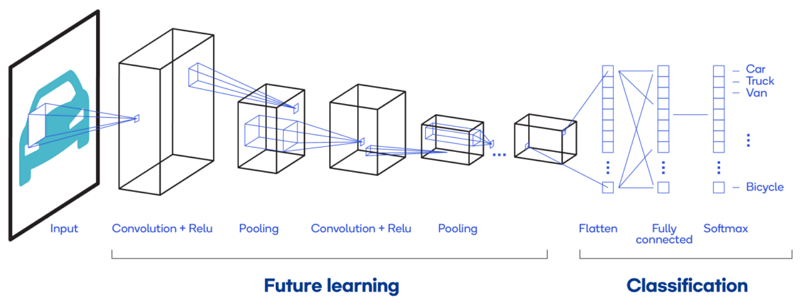 Car
Truck
Van
Bicycle
Input
Convolution + Relu
Pooling
Convolution + Relu
Pooling
Flatten
Fully
connected
Softmax
Future learning
Classification